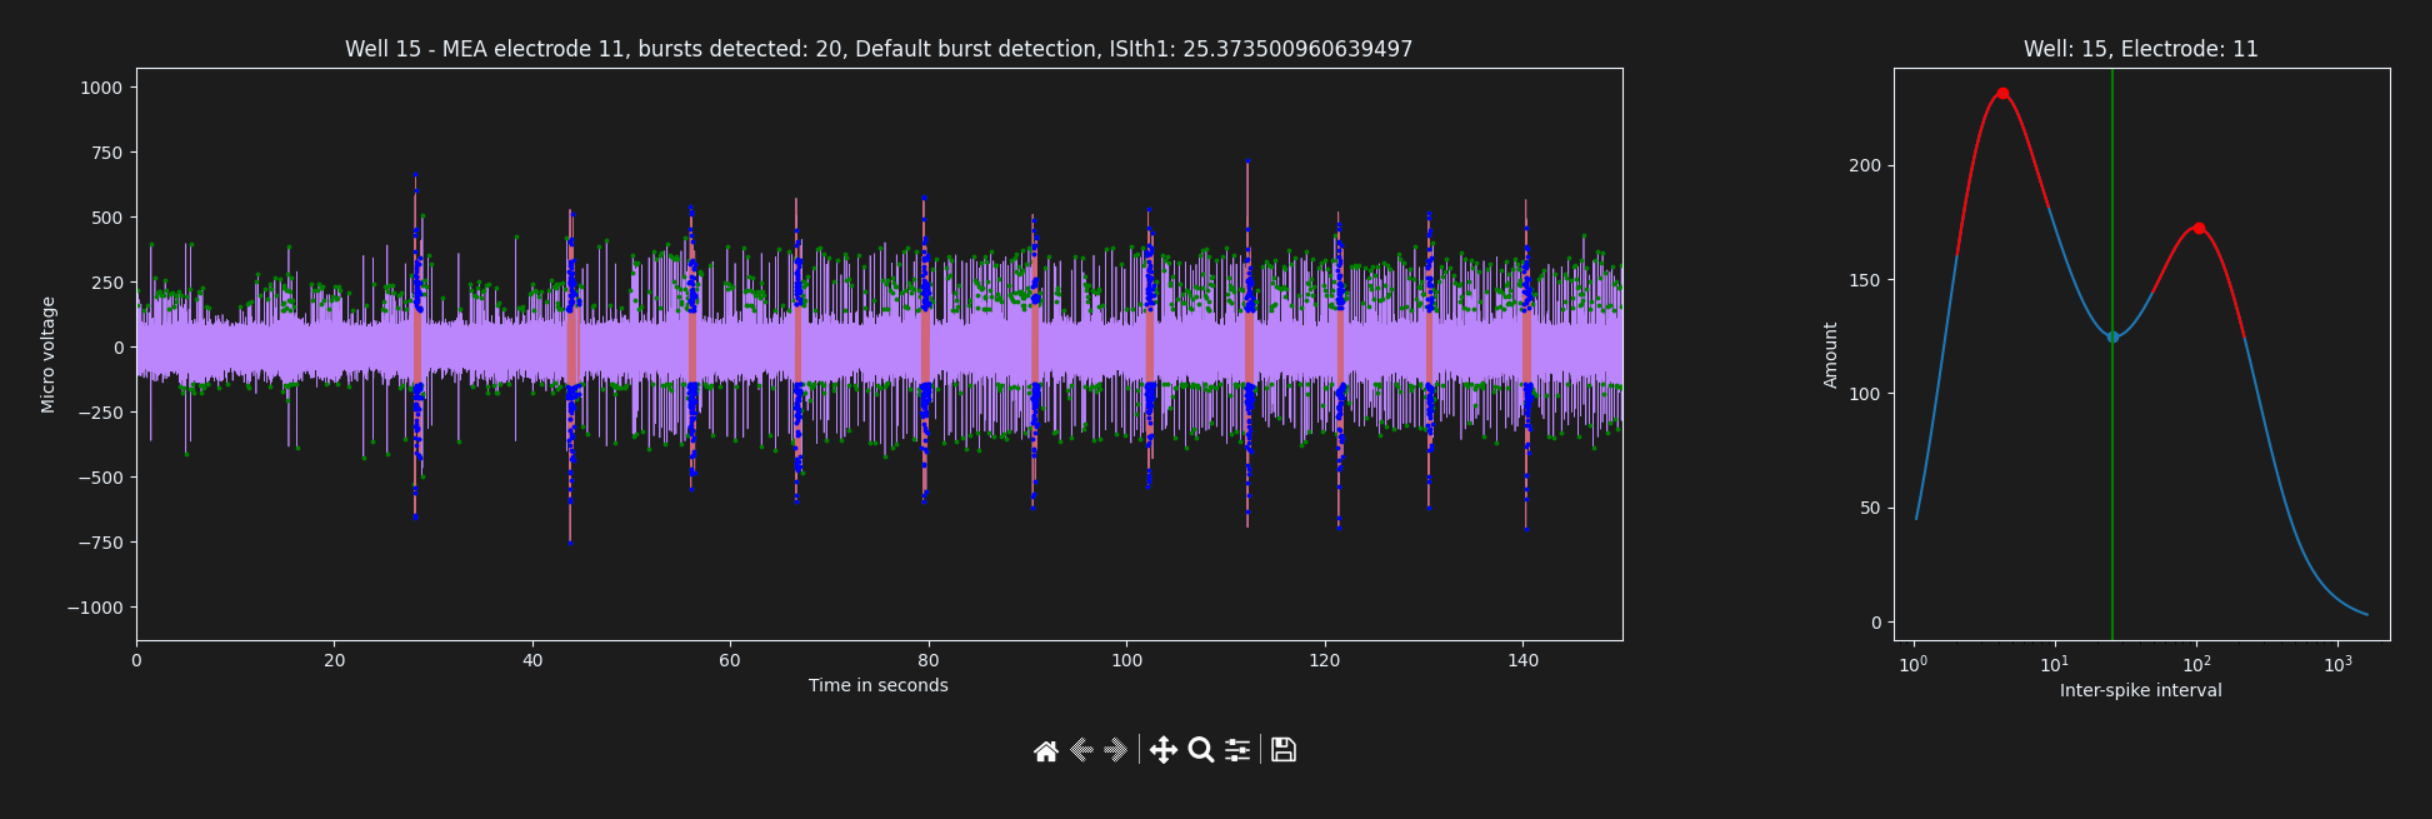 Well 15 - MEA electrode 11, bursts detected: 20, Default burst detection, ISIth1: 25.373500960639497
1000
750
500
250
0
−250
−500
−750
−1000
Micro voltage
0 20 40 60 80 100 120 140
Time in seconds
Well: 15, Electrode: 11
200
150
100
50
0
Amount
10⁰ 10¹ 10² 10³
Inter-spike interval